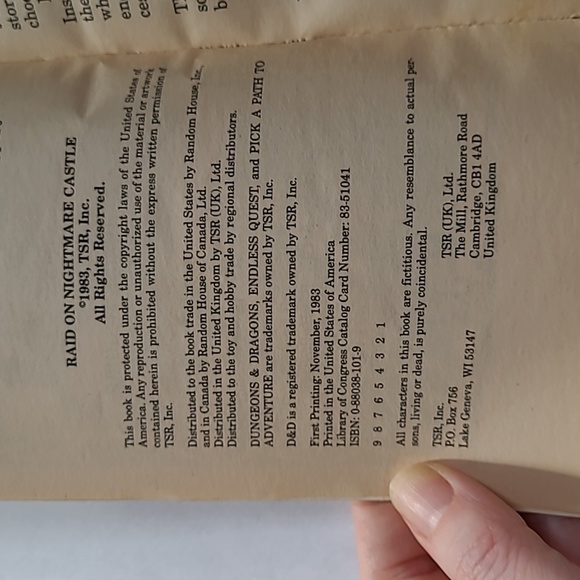 RAID ON NIGHTMARE CASTLE
©1983, TSR, Inc.
All Rights Reserved.
This book is protected under the copyright laws of the United States of
America. Any reproduction or unauthorized use of the material or artwork
contained herein is prohibited without the express written permission of
TSR, Inc.
Distributed to the book trade in the United States by Random House, Inc.,
and in Canada by Random House of Canada, Ltd.
Distributed in the United Kingdom by TSR (UK), Ltd.
Distributed to the toy and hobby trade by regional distributors.
DUNGEONS & DRAGONS, ENDLESS QUEST, and PICK A PATH TO
ADVENTURE are trademarks owned by TSR, Inc.
D&D is a registered trademark owned by TSR, Inc.
First Printing: November, 1983
Printed in the United States of America
Library of Congress Catalog Card Number: 83-51041
ISBN: 0-88038-101-9
9 8 7 6 5 4 3 2 1
All characters in this book are fictitious. Any resemblance to actual per-
sons, living or dead, is purely coincidental.
TSR, Inc.
P.O. Box 756
Lake Geneva, WI 53147
TSR (UK), Ltd.
The Mill, Rathmore Road
Cambridge, CB1 4AD
United Kingdom